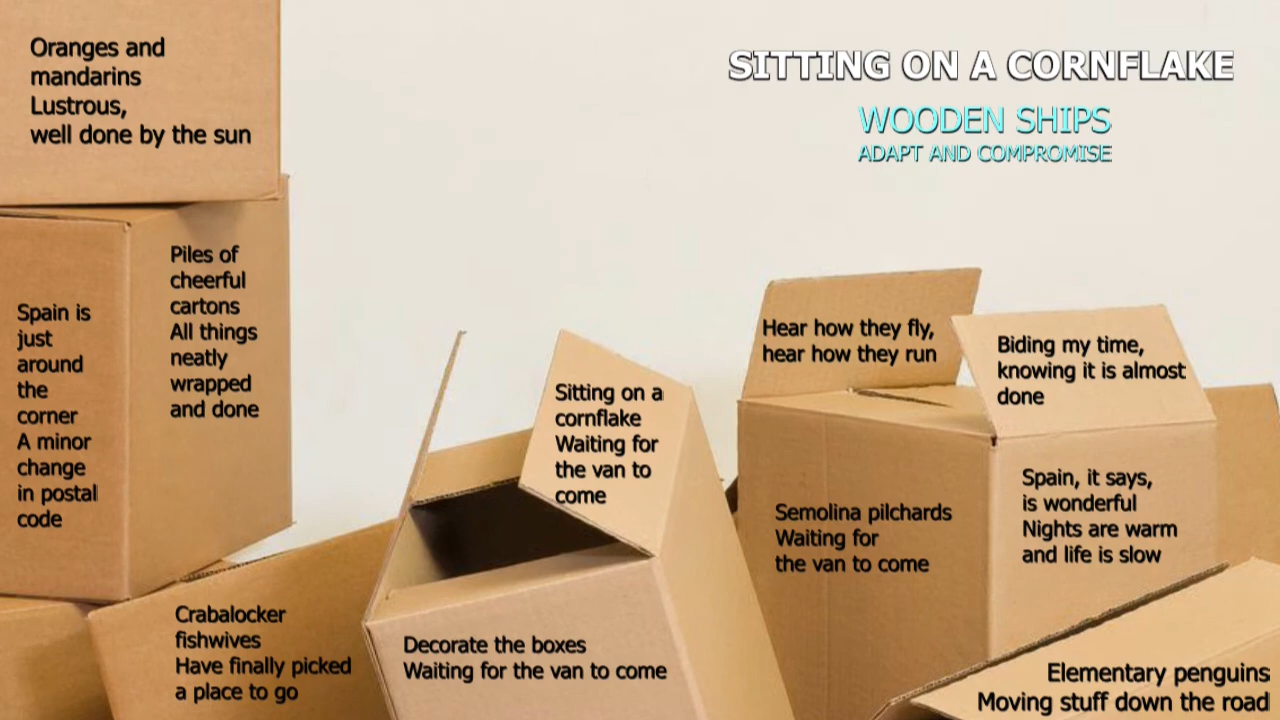 SITTING ON A CORNFLAKE
WOODEN SHIPS
ADAPT AND COMPROMISE
Oranges and
mandarins
Lustrous,
well done by the sun
Piles of
cheerful
cartons
All things
neatly
wrapped
and done
Spain is
just
around
the
corner
A minor
change
in postal
code
Crabalocker
fishwives
Have finally picked
a place to go
Sitting on a
cornflake
Waiting for
the van to
come
Decorate the boxes
Waiting for the van to come
Hear how they fly,
hear how they run
Biding my time,
knowing it is almost
done
Semolina pilchards
Waiting for
the van to come
Spain, it says,
is wonderful
Nights are warm
and life is slow
Elementary penguins
Moving stuff down the road